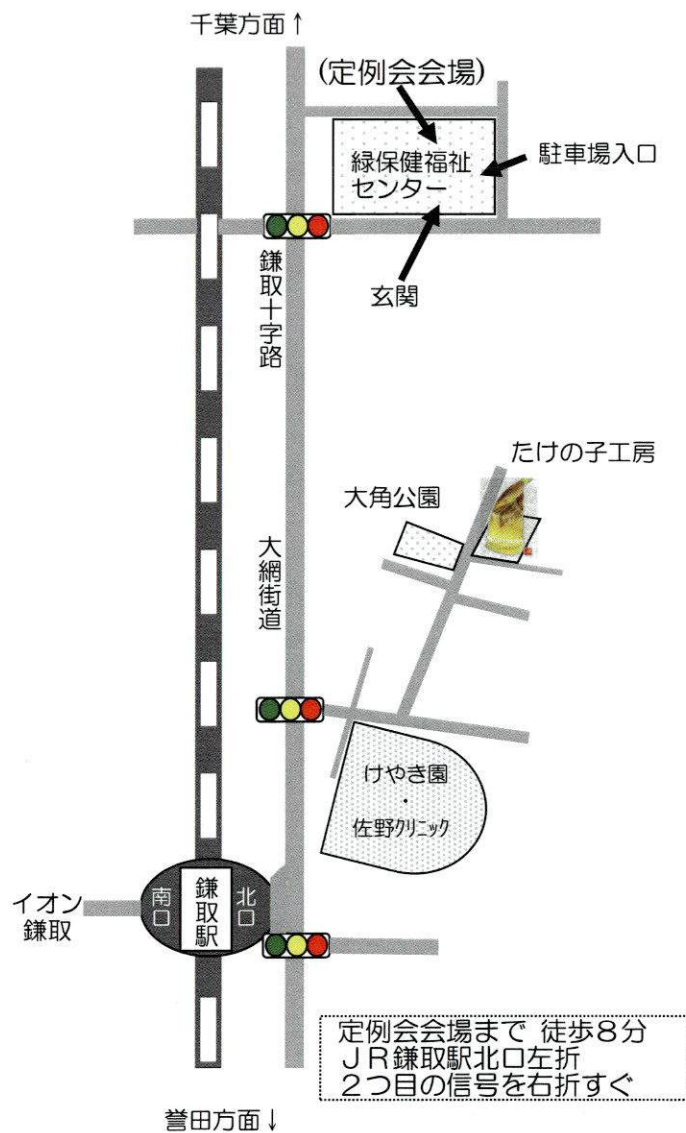 千葉方面↑
(定例会会場)
緑保健福祉
センター
駐車場入口
玄関
鎌取十字路
たけの子工房
大角公園
大網街道
けやき園
・
佐野クリニック
イオン
鎌取
南口
鎌取駅
北口
定例会会場まで 徒歩8分
JR鎌取駅北口左折
2つ目の信号を右折すぐ
誉田方面↓